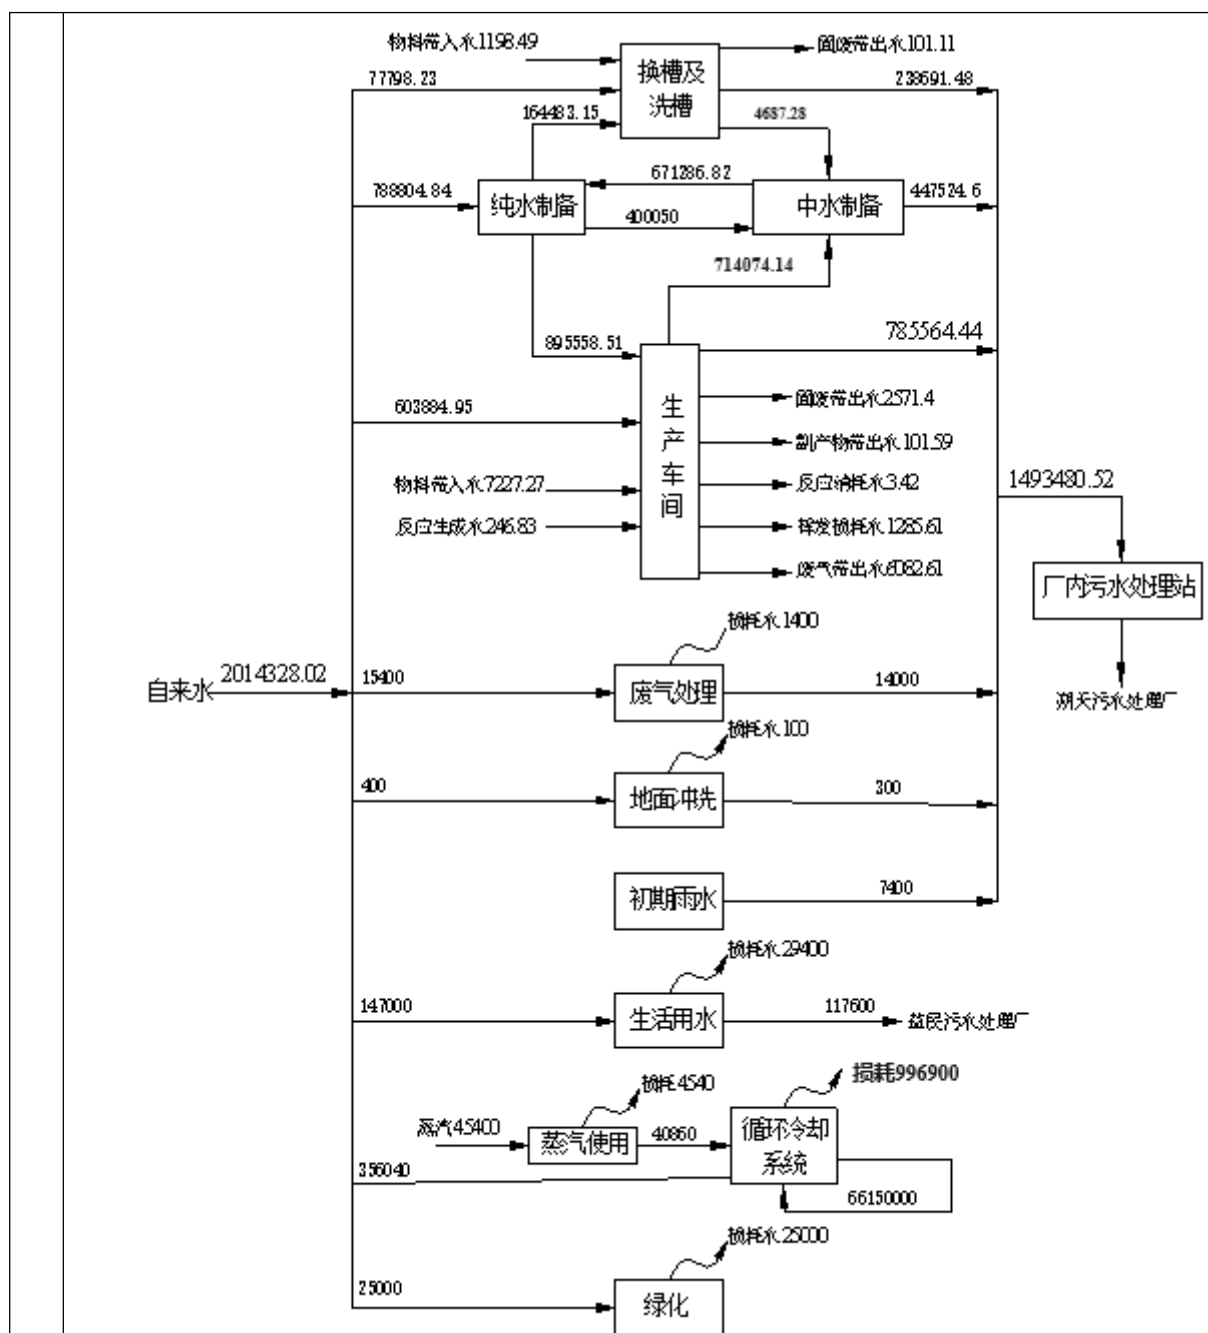 物料带入水1198.49
固废带出水101.11
77798.23
换槽及
洗槽
238691.48
164483.15
4687.28
671286.82
788804.84
纯水制备
中水制备
447524.6
400050
714074.14
895558.51
785564.44
603884.95
生产车间
固废带出水2571.4
副产物带出水101.59
物料带入水7227.27
反应消耗水3.42
1493480.52
反应生成水246.83
挥发损耗水1285.61
废气带出水6082.61
厂内污水处理站
损耗水1400
自来水
2014328.02
15400
废气处理
14000
湖天污水处理厂
损耗水100
400
地面冲洗
300
初期雨水
7400
损耗水29400
147000
生活用水
117600
益民污水处理厂
损耗4540
损耗996900
蒸汽45400
蒸汽使用
40860
循环冷却
系统
356040
66150000
损耗水25000
25000
绿化